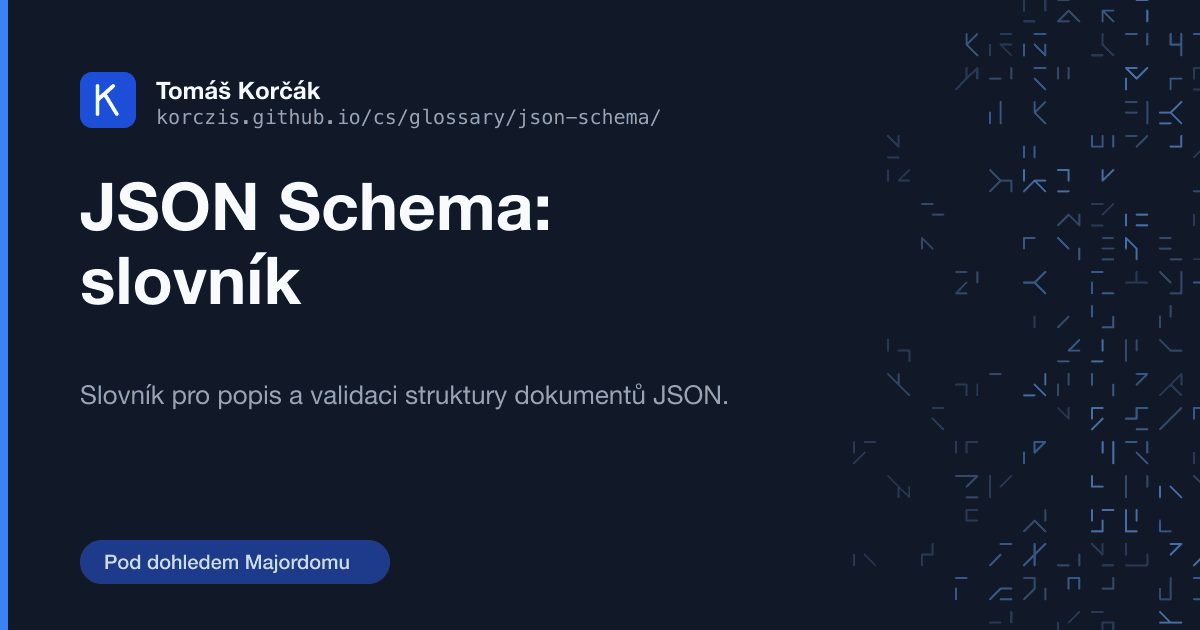 K
Tomáš Korčák
korczis.github.io/cs/glossary/json-schema/
JSON Schema:
slovník
Slovník pro popis a validaci struktury dokumentů JSON.
Pod dohledem Majordomu